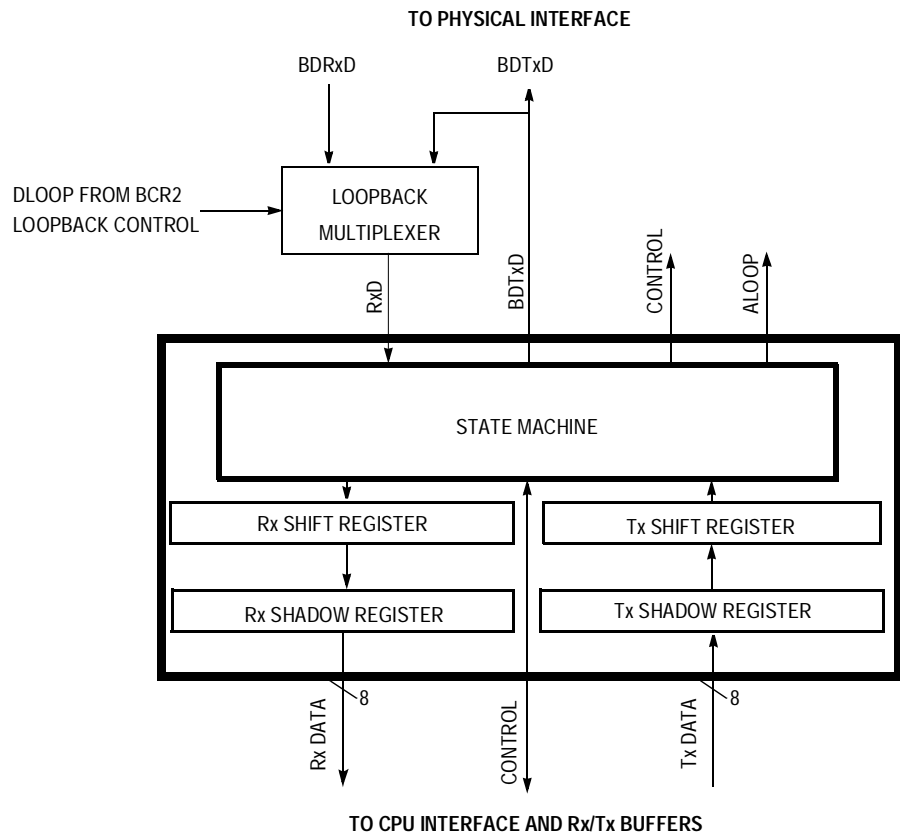 TO PHYSICAL INTERFACE
BDRxD
BDTxD
DLOOP FROM BCR2
LOOPBACK CONTROL
LOOPBACK
MULTIPLEXER
RxD
BDTxD
CONTROL
ALOOP
STATE MACHINE
Rx SHIFT REGISTER
Tx SHIFT REGISTER
Rx SHADOW REGISTER
Tx SHADOW REGISTER
8
8
Rx DATA
CONTROL
Tx DATA
TO CPU INTERFACE AND Rx/Tx BUFFERS